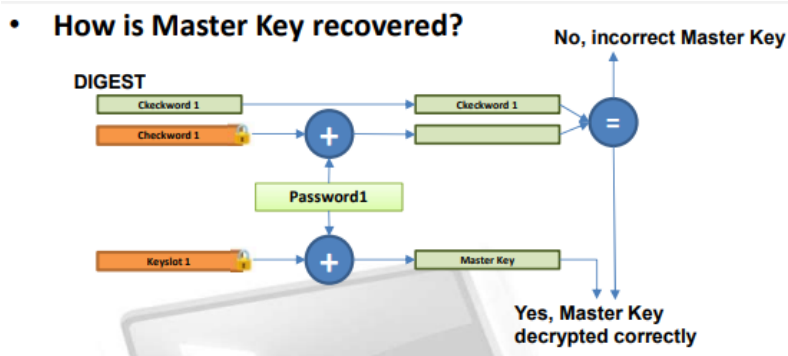 • How is Master Key recovered?
No, incorrect Master Key
DIGEST
Ckeckword 1
Ckeckword 1
Checkword 1
+
=
Password1
Keyslot 1
+
Master Key
Yes, Master Key
decrypted correctly